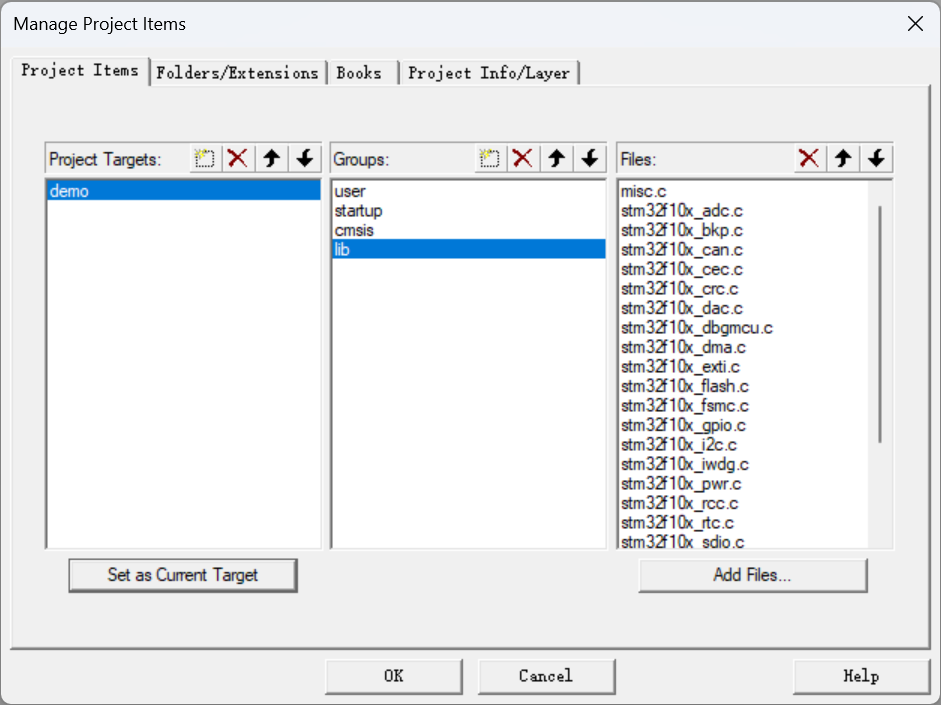 Manage Project Items
Project Items
Folders/Extensions
Books
Project Info/Layer
Project Targets:
demo
Set as Current Target
Groups:
user
startup
cmsis
lib
Files:
misc.c
stm32f10x_adc.c
stm32f10x_bkp.c
stm32f10x_can.c
stm32f10x_cec.c
stm32f10x_crc.c
stm32f10x_dac.c
stm32f10x_dbgmcu.c
stm32f10x_dma.c
stm32f10x_exti.c
stm32f10x_flash.c
stm32f10x_fsmc.c
stm32f10x_gpio.c
stm32f10x_i2c.c
stm32f10x_iwdg.c
stm32f10x_pwr.c
stm32f10x_rcc.c
stm32f10x_rtc.c
stm32f10x_sdio.c
Add Files...
OK
Cancel
Help